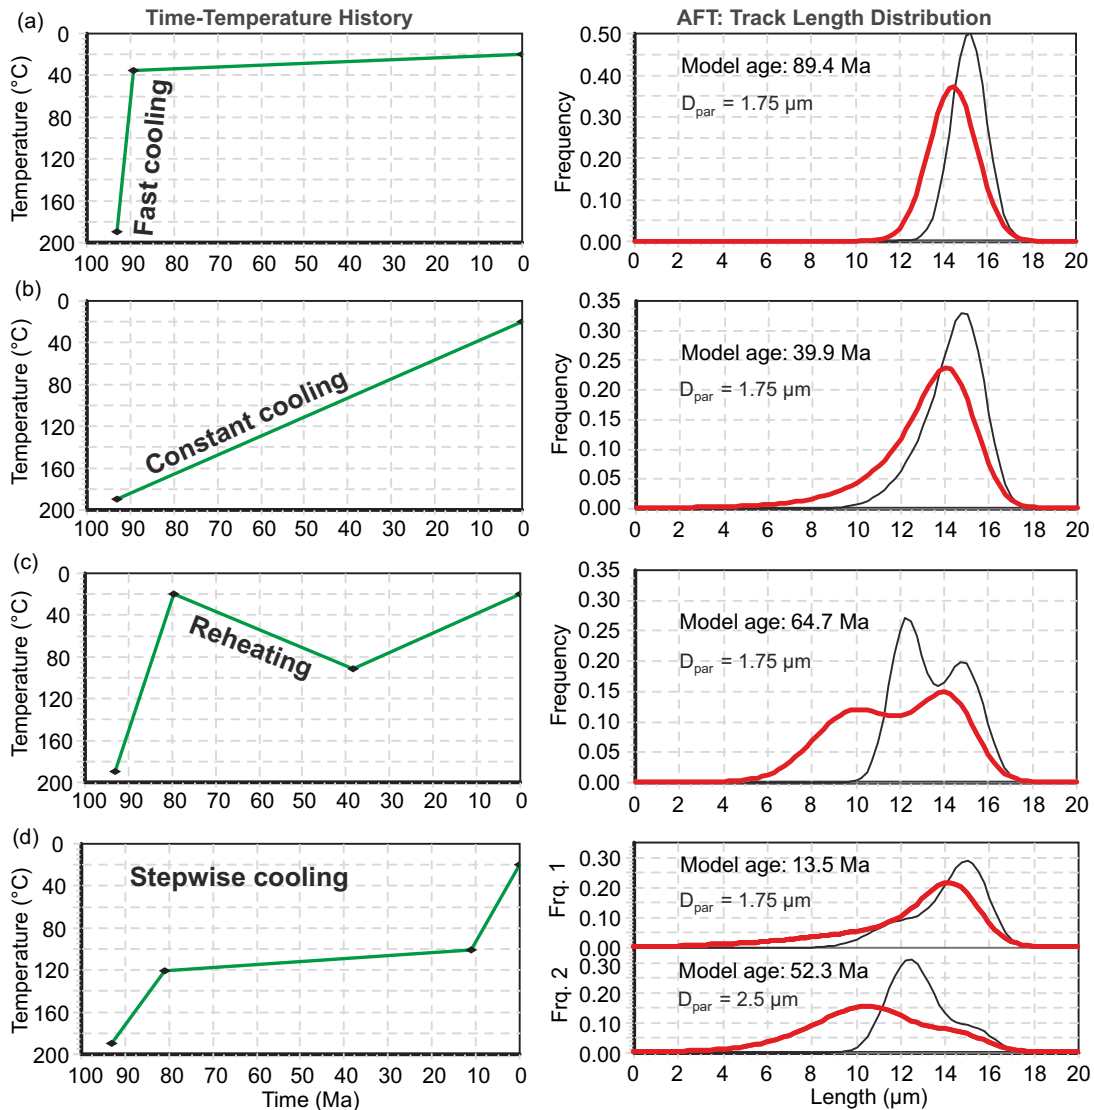 (a)
Time-Temperature History
AFT: Track Length Distribution
Temperature (°C)
0
40
80
120
160
200
100 90 80 70 60 50 40 30 20 10 0
Fast cooling
Frequency
0.50
0.40
0.30
0.20
0.10
0.00
0 2 4 6 8 10 12 14 16 18 20
Model age: 89.4 Ma
Dpar = 1.75 µm
(b)
Temperature (°C)
0
40
80
120
160
200
100 90 80 70 60 50 40 30 20 10 0
Constant cooling
Frequency
0.35
0.30
0.25
0.20
0.15
0.10
0.05
0.00
0 2 4 6 8 10 12 14 16 18 20
Model age: 39.9 Ma
Dpar = 1.75 µm
(c)
Temperature (°C)
0
40
80
120
160
200
100 90 80 70 60 50 40 30 20 10 0
Reheating
Frequency
0.35
0.30
0.25
0.20
0.15
0.10
0.05
0.00
0 2 4 6 8 10 12 14 16 18 20
Model age: 64.7 Ma
Dpar = 1.75 µm
(d)
Temperature (°C)
0
40
80
120
160
200
100 90 80 70 60 50 40 30 20 10 0
Time (Ma)
Stepwise cooling
Frq. 1
0.30
0.20
0.10
0.00
Model age: 13.5 Ma
Dpar = 1.75 µm
Frq. 2
0.30
0.20
0.10
0.00
Model age: 52.3 Ma
Dpar = 2.5 µm
0 2 4 6 8 10 12 14 16 18 20
Length (µm)